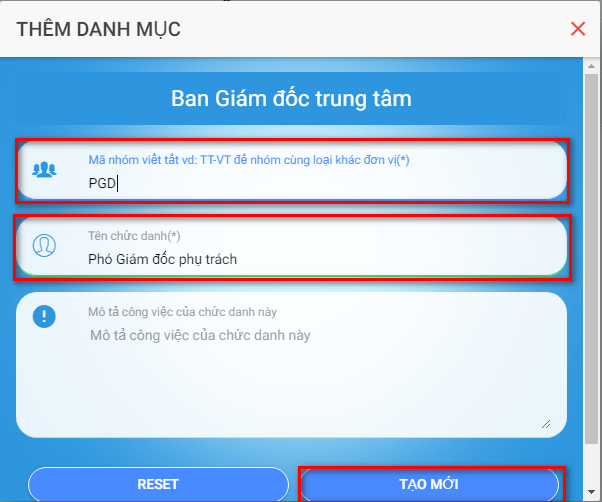 THÊM DANH MỤC
Ban Giám đốc trung tâm
Mã nhóm viết tắt vd: TT-VT để nhóm cùng loại khác đơn vị(*)
PGD
Tên chức danh(*)
Phó Giám đốc phụ trách
Mô tả công việc của chức danh này
Mô tả công việc của chức danh này
RESET
TẠO MỚI